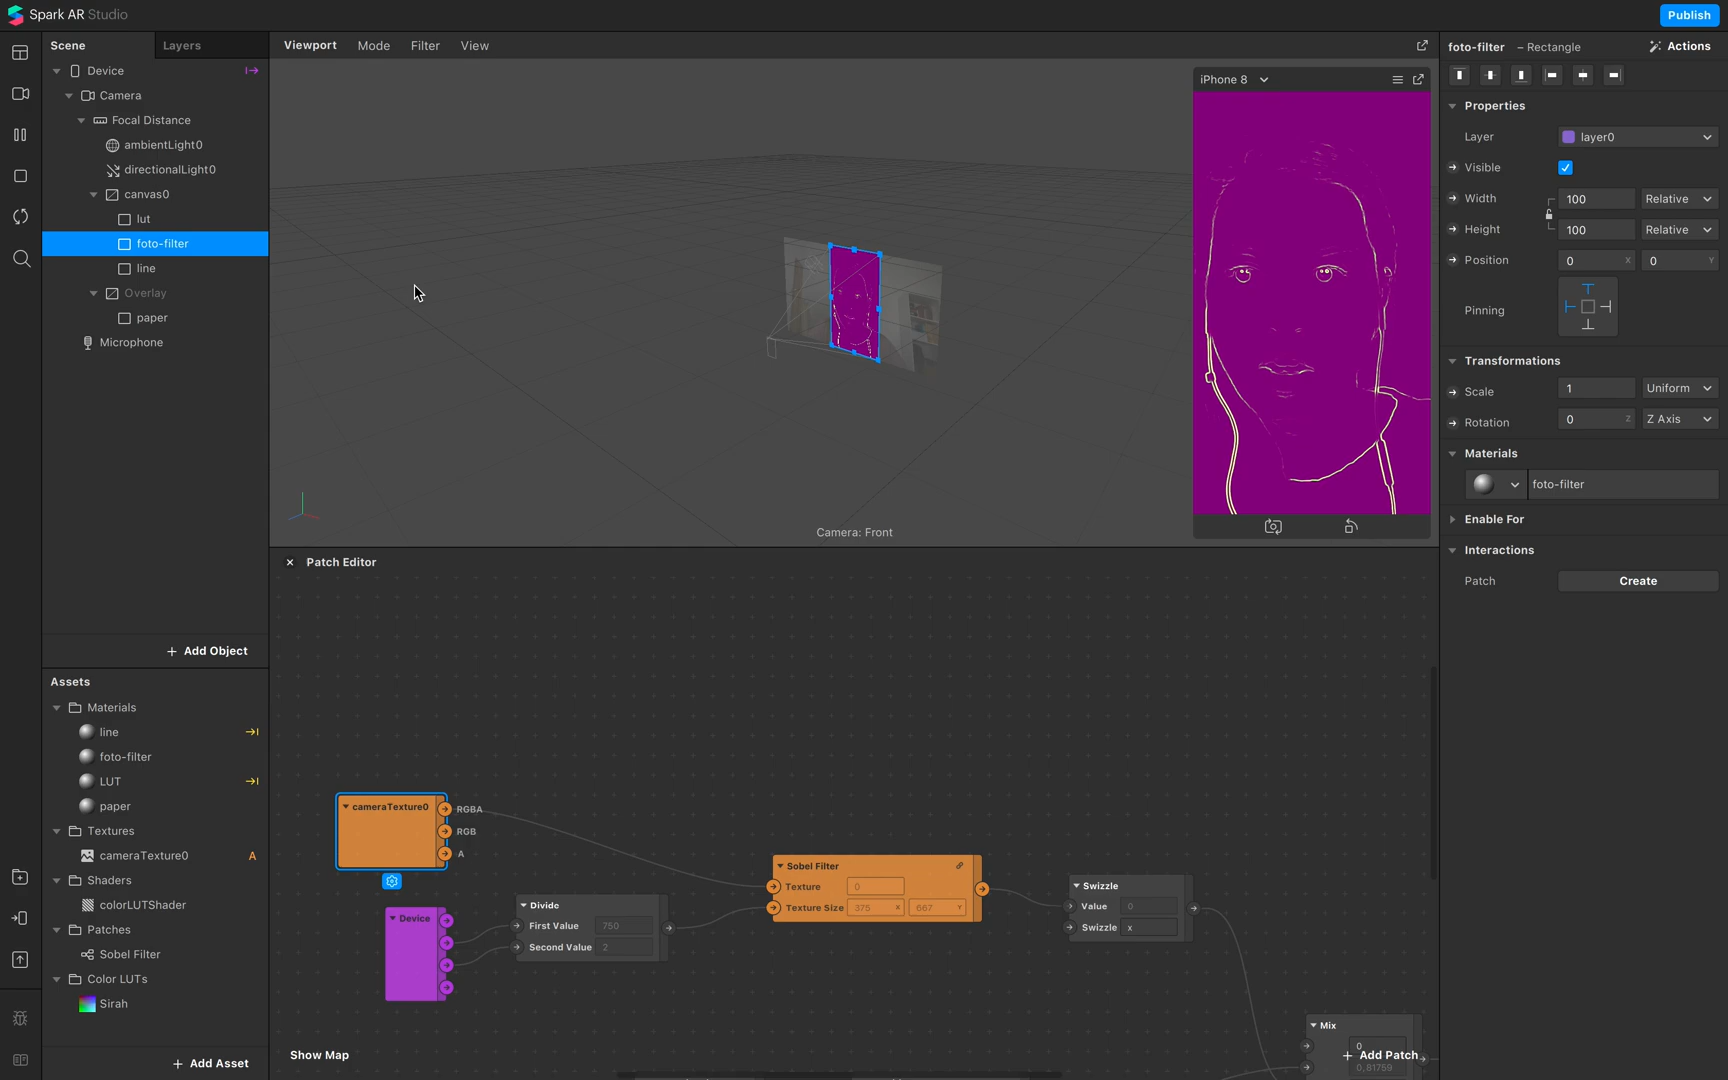 Spark AR Studio
Publish
Scene
Layers
Device
Camera
Focal Distance
ambientLight0
directionalLight0
canvas0
lut
foto-filter
line
Overlay
paper
Microphone
+ Add Object
Assets
Materials
line
foto-filter
LUT
paper
Textures
cameraTexture0 A
Shaders
colorLUTShader
Patches
Sobel Filter
Color LUTs
Sirah
+ Add Asset
Viewport Mode Filter View
iPhone 8
Camera: Front
Patch Editor
cameraTexture0
RGBA
RGB
A
Device
Divide
First Value 750
Second Value 2
Sobel Filter
Texture 0
Texture Size 375 X 667 Y
Swizzle
Value 0
Swizzle x
Mix
0
0,81759
Show Map
+ Add Patch
foto-filter – Rectangle
Actions
Properties
Layer layer0
Visible
Width 100 Relative
Height 100 Relative
Position 0 X 0 Y
Pinning
Transformations
Scale 1 Uniform
Rotation 0 Z Z Axis
Materials
foto-filter
Enable For
Interactions
Patch Create